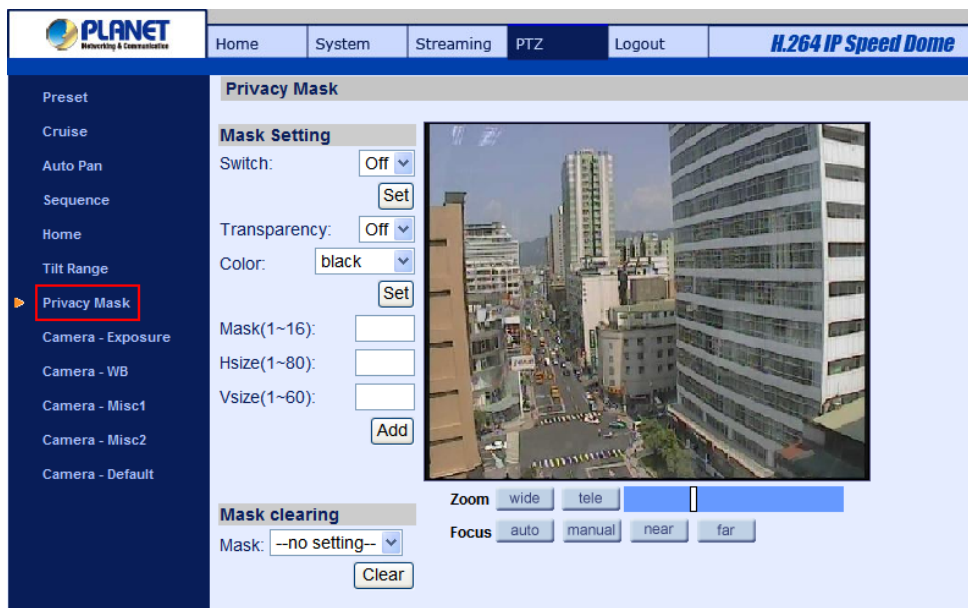 PLANET
Networking & Communication
Home System Streaming PTZ Logout H.264 IP Speed Dome
Preset
Cruise
Auto Pan
Sequence
Home
Tilt Range
Privacy Mask
Camera - Exposure
Camera - WB
Camera - Misc1
Camera - Misc2
Camera - Default
Privacy Mask
Mask Setting
Switch: Off
Set
Transparency: Off
Color: black
Set
Mask(1~16):
Hsize(1~80):
Vsize(1~60):
Add
Mask clearing
Mask: --no setting--
Clear
Zoom wide tele
Focus auto manual near far